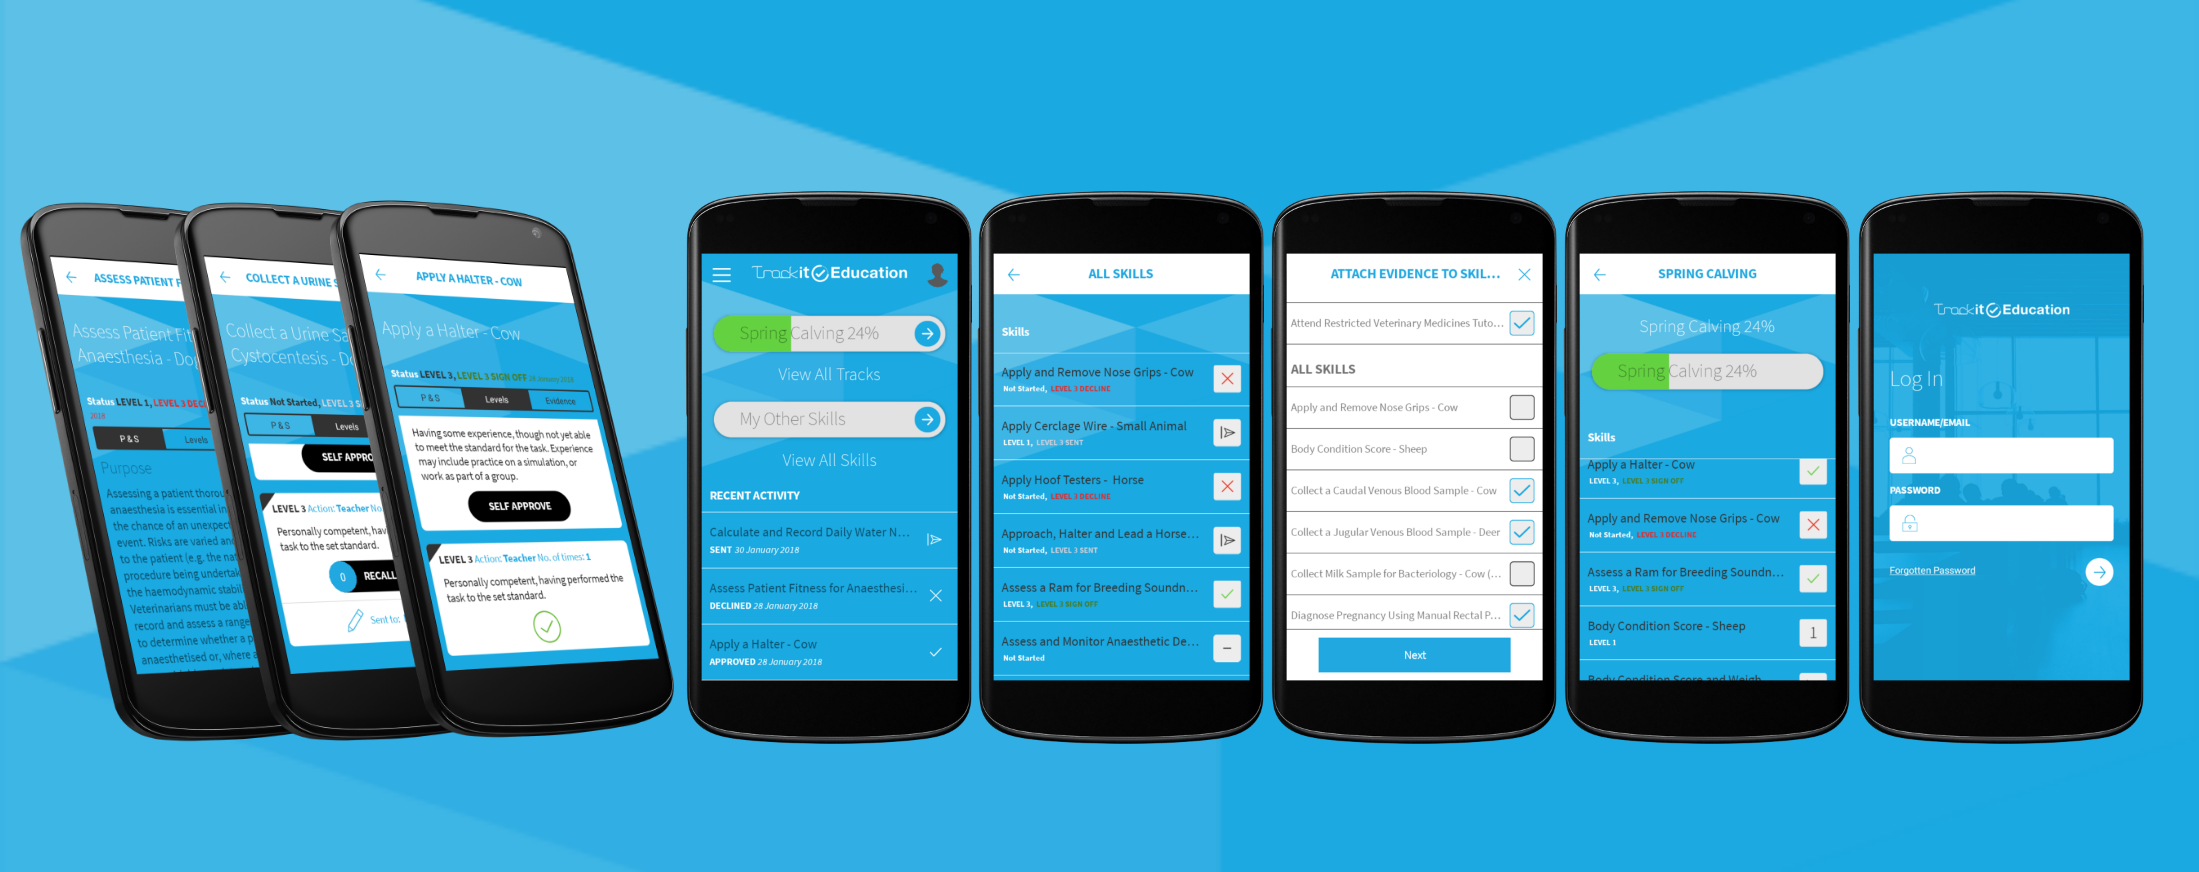 ASSESS PATIENT F
Assess Patient Fit
Anaesthesia - Do
Status LEVEL 1, LEVEL 3 DECL
2018
P & S Levels
Purpose
Assessing a patient thorou
anaesthesia is essential in
the chance of an unexpect
event. Risks are varied an
to the patient (e.g. the nat
procedure being undertak
the haemodynamic stabil
Veterinarians must be abl
record and assess a range
to determine whether a p
anaesthetised or, where a
COLLECT A URINE S
Collect a Urine Sa
Cystocentesis - Do
Status Not Started, LEVEL 3 S
P & S Levels
SELF APPRO
LEVEL 3 Action: Teacher No
Personally competent, hav
task to the set standard.
0 RECALL
Sent to:
APPLY A HALTER - COW
Apply a Halter - Cow
Status LEVEL 3, LEVEL 3 SIGN OFF 28 January 2018
P & S Levels Evidence
Having some experience, though not yet able
to meet the standard for the task. Experience
may include practice on a simulation, or
work as part of a group.
SELF APPROVE
LEVEL 3 Action: Teacher No. of times: 1
Personally competent, having performed the
task to the set standard.
Trackit Education
Spring Calving 24%
View All Tracks
My Other Skills
View All Skills
RECENT ACTIVITY
Calculate and Record Daily Water N...
SENT 30 January 2018
Assess Patient Fitness for Anaesthesi...
DECLINED 28 January 2018
Apply a Halter - Cow
APPROVED 28 January 2018
ALL SKILLS
Skills
Apply and Remove Nose Grips - Cow
Not Started, LEVEL 3 DECLINE
Apply Cerclage Wire - Small Animal
LEVEL 1, LEVEL 3 SENT
Apply Hoof Testers - Horse
Not Started, LEVEL 3 DECLINE
Approach, Halter and Lead a Horse...
Not Started, LEVEL 3 SENT
Assess a Ram for Breeding Soundn...
LEVEL 3, LEVEL 3 SIGN OFF
Assess and Monitor Anaesthetic De...
Not Started
ATTACH EVIDENCE TO SKIL...
Attend Restricted Veterinary Medicines Tuto...
ALL SKILLS
Apply and Remove Nose Grips - Cow
Body Condition Score - Sheep
Collect a Caudal Venous Blood Sample - Cow
Collect a Jugular Venous Blood Sample - Deer
Collect Milk Sample for Bacteriology - Cow (...
Diagnose Pregnancy Using Manual Rectal P...
Next
SPRING CALVING
Spring Calving 24%
Spring Calving 24%
Skills
Apply a Halter - Cow
LEVEL 3, LEVEL 3 SIGN OFF
Apply and Remove Nose Grips - Cow
Not Started, LEVEL 3 DECLINE
Assess a Ram for Breeding Soundn...
LEVEL 3, LEVEL 3 SIGN OFF
Body Condition Score - Sheep
LEVEL 1
1
Body Condition Score and Weigh
Trackit Education
Log In
USERNAME/EMAIL
PASSWORD
Forgotten Password